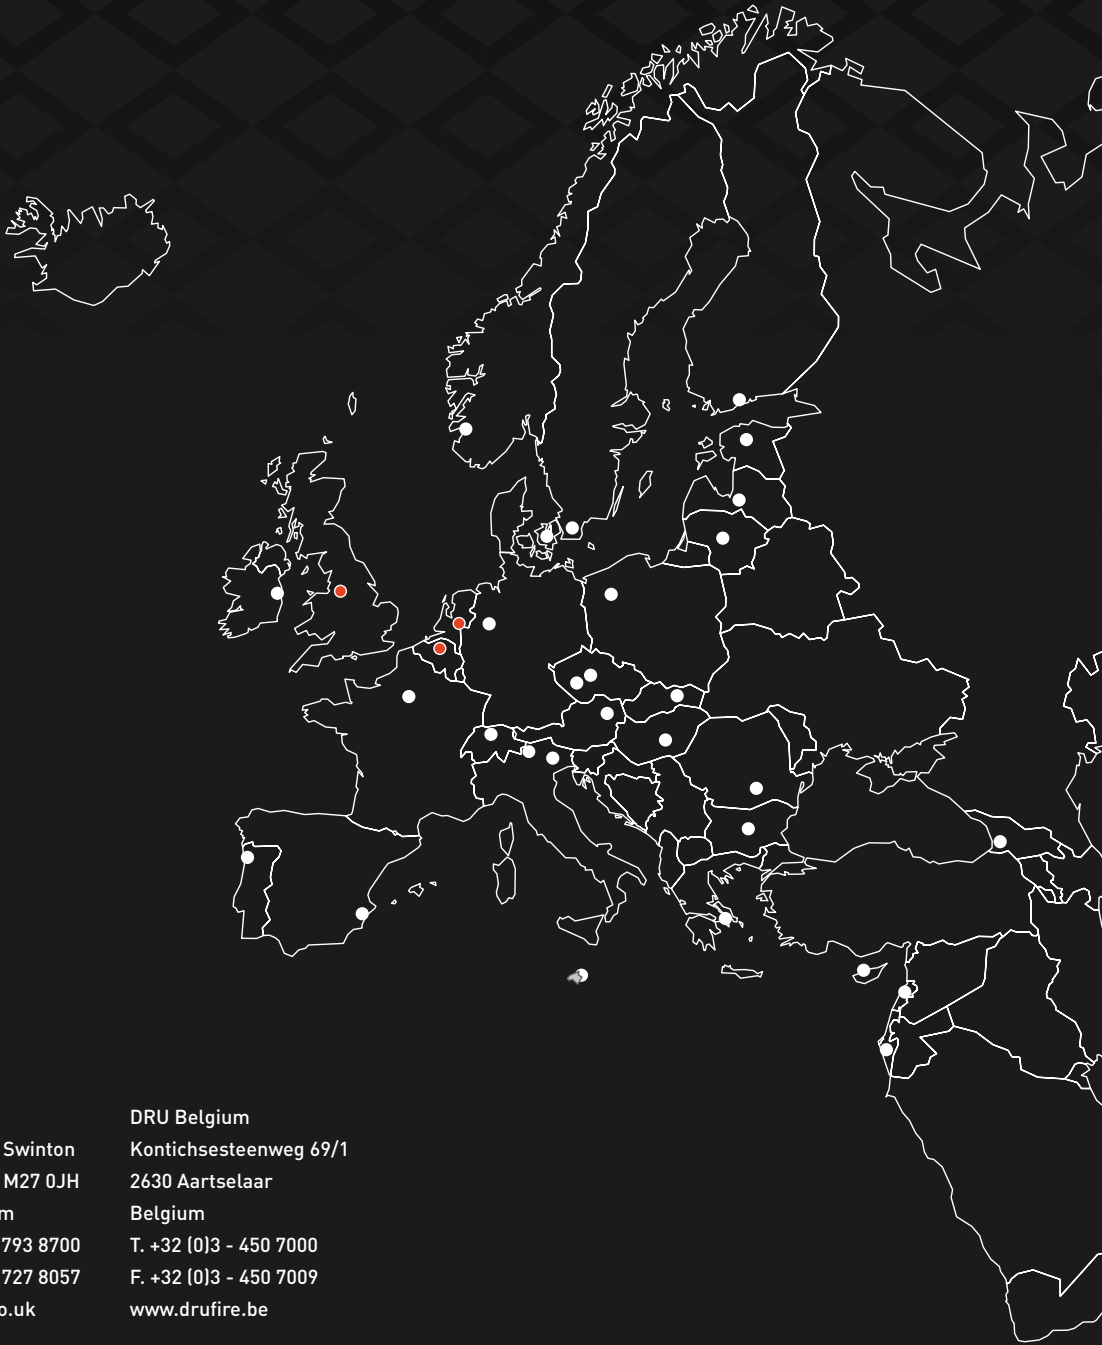 Swinton
M27 0JH
m
793 8700
727 8057
o.uk
DRU Belgium
Kontichsesteenweg 69/1
2630 Aartselaar
Belgium
T. +32 (0)3 - 450 7000
F. +32 (0)3 - 450 7009
www.drufire.be